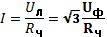 I = Uл/Rч = √3 Uф/Rч